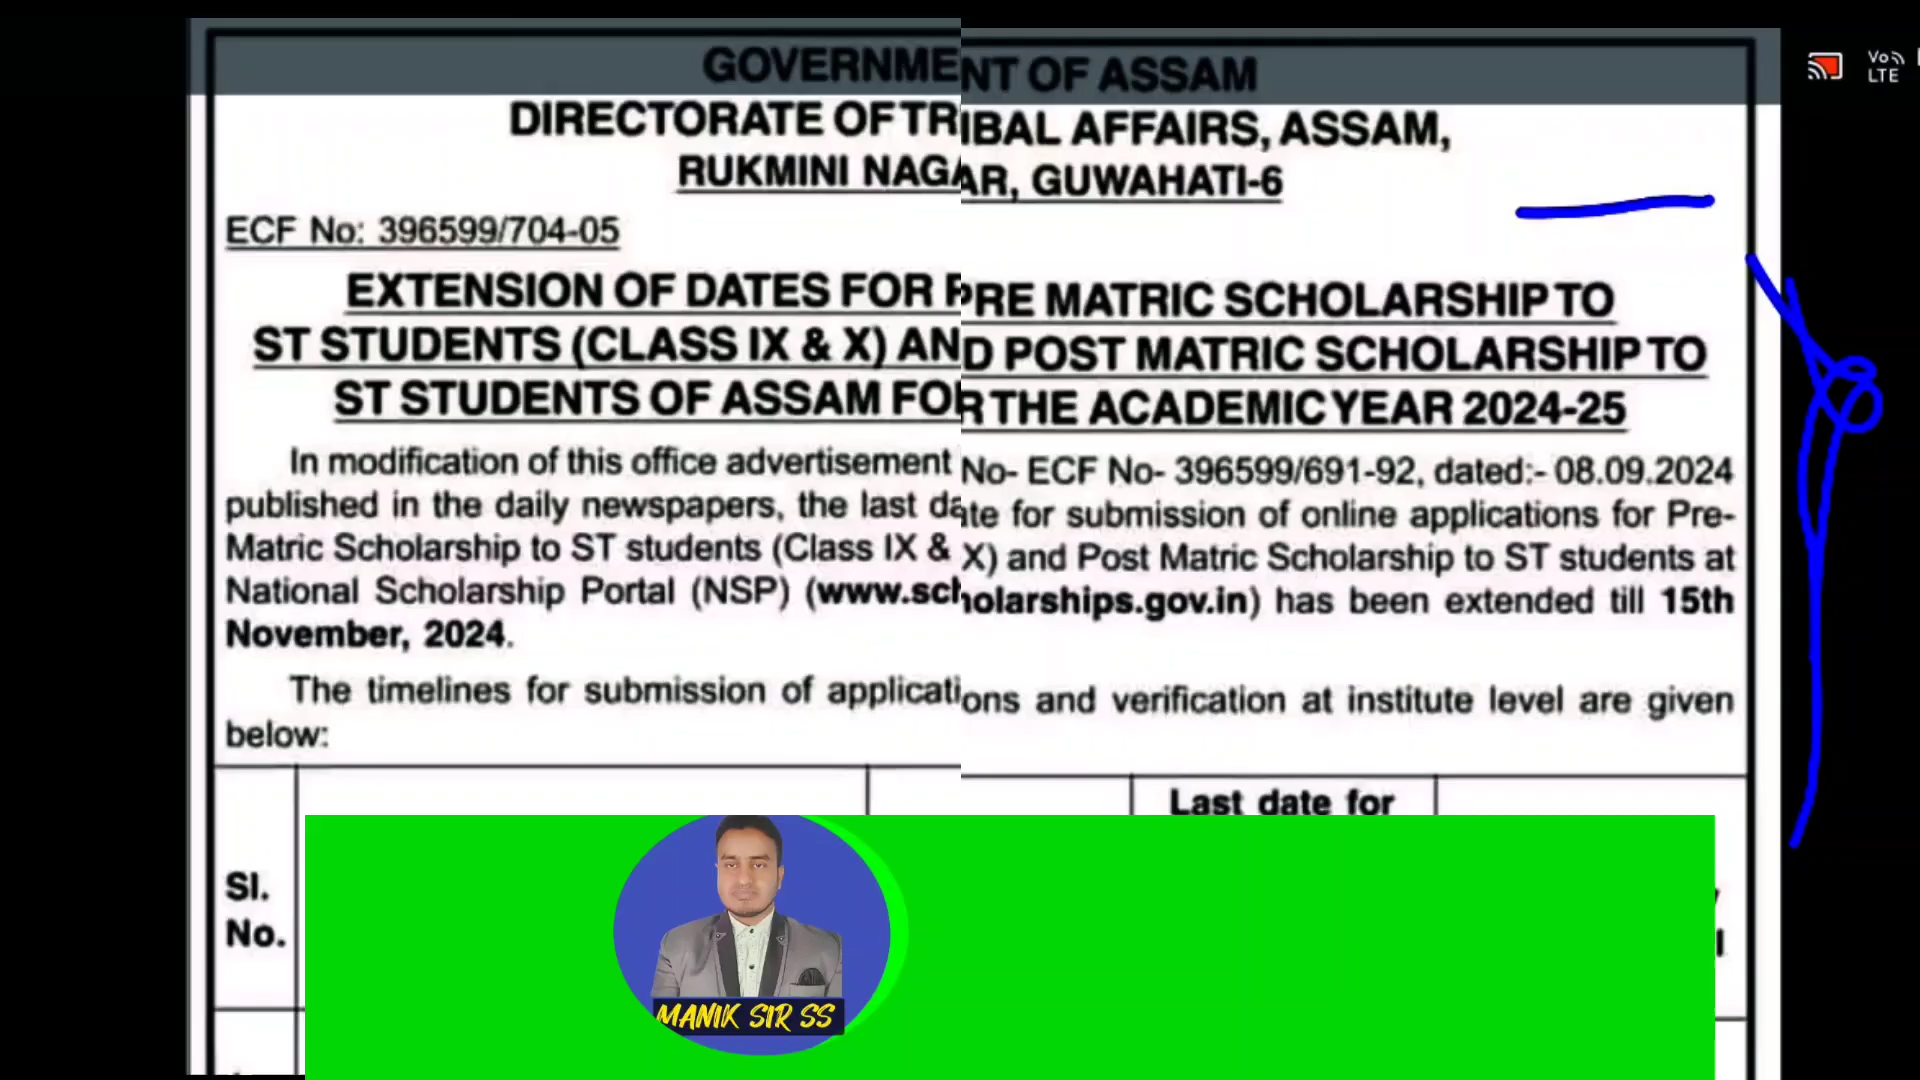 Vo
LTE
GOVERNMENT OF ASSAM
DIRECTORATE OF TRIBAL AFFAIRS, ASSAM,
RUKMINI NAGAR, GUWAHATI-6
ECF No: 396599/704-05
EXTENSION OF DATES FOR PRE MATRIC SCHOLARSHIP TO
ST STUDENTS (CLASS IX & X) AND POST MATRIC SCHOLARSHIP TO
ST STUDENTS OF ASSAM FOR THE ACADEMIC YEAR 2024-25
In modification of this office advertisement No- ECF No- 396599/691-92, dated:- 08.09.2024
published in the daily newspapers, the last date for submission of online applications for Pre-
Matric Scholarship to ST students (Class IX & X) and Post Matric Scholarship to ST students at
National Scholarship Portal (NSP) (www.scholarships.gov.in) has been extended till 15th
November, 2024.
The timelines for submission of applications and verification at institute level are given
below:
Last date for
Sl.
No.
MANIK SIR SS